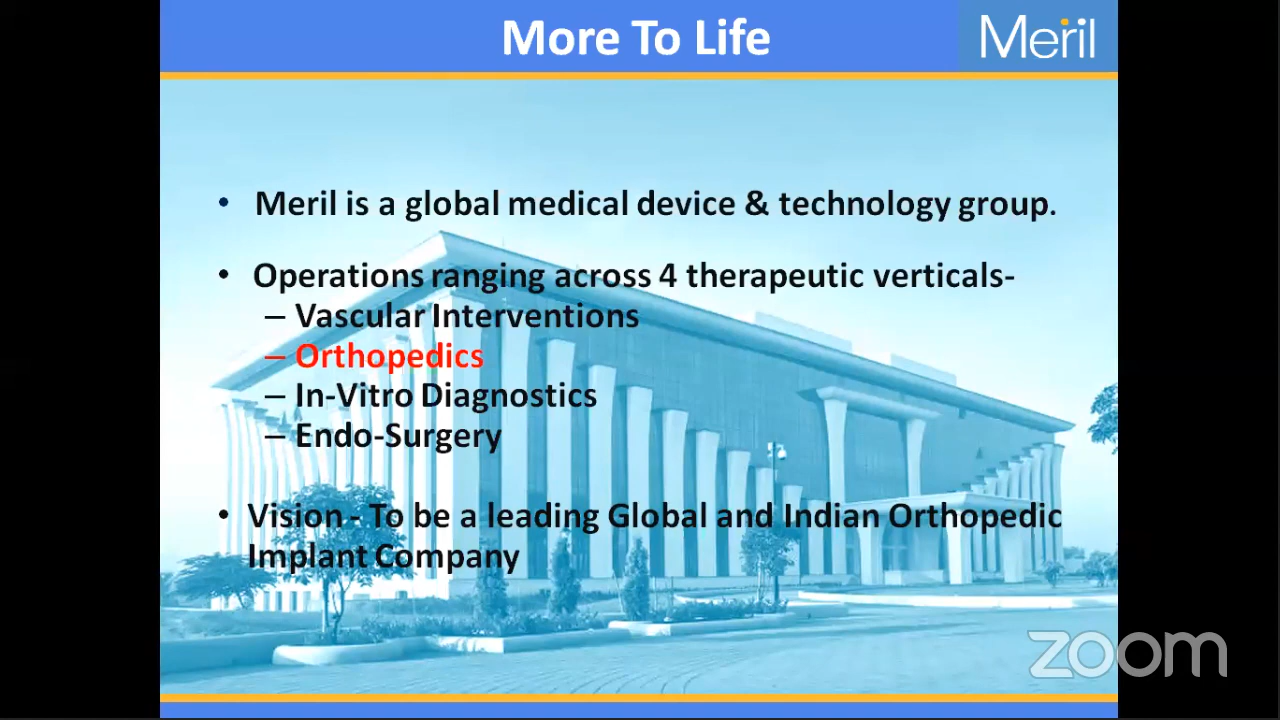 More To Life
Meril
• Meril is a global medical device & technology group.
• Operations ranging across 4 therapeutic verticals-
– Vascular Interventions
– Orthopedics
– In-Vitro Diagnostics
– Endo-Surgery
• Vision - To be a leading Global and Indian Orthopedic
Implant Company
zoom